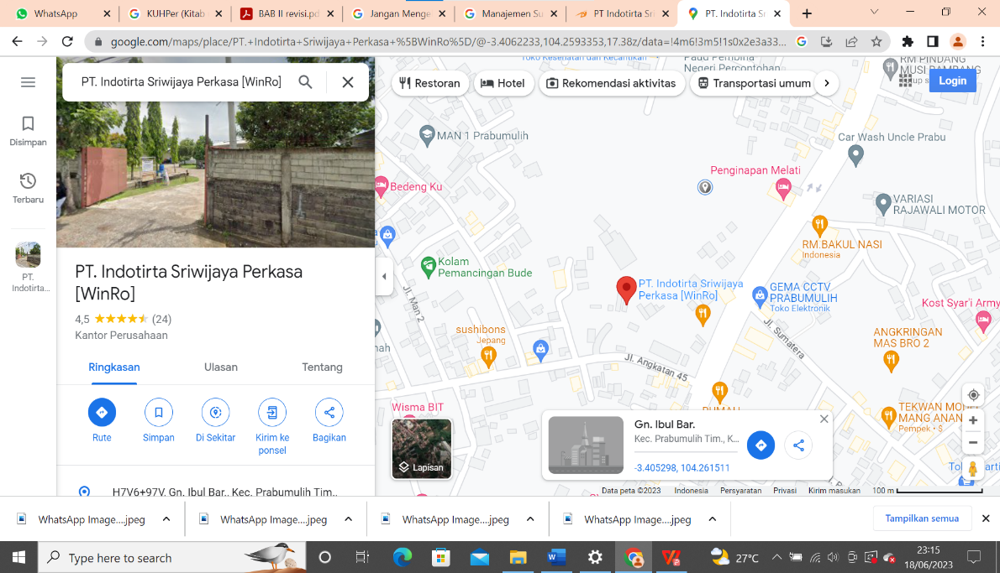 WhatsApp
KUHPer (Kitab
BAB II revisi.pd
Jangan Menge
Manajemen Su
PT Indotirta Sri
PT. Indotirta Sr
google.com/maps/place/PT.+Indotirta+Sriwijaya+Perkasa+%5BWinRo%5D/@-3.4062233,104.2593353,17.38z/data=!4m6!3m5!1s0x2e3a33...
PT. Indotirta Sriwijaya Perkasa [WinRo]
Restoran
Hotel
Rekomendasi aktivitas
Transportasi umum
Login
Disimpan
Terbaru
PT.
Indotirta...
PT. Indotirta Sriwijaya Perkasa
[WinRo]
4,5
(24)
Kantor Perusahaan
Ringkasan
Ulasan
Tentang
Rute
Simpan
Di Sekitar
Kirim ke
ponsel
Bagikan
H7V6+97V, Gn. Ibul Bar., Kec. Prabumulih Tim.,
Toko Kesehatan dan Kecantikan
Padu Pembina
Negeri Percontohan
RM PINDANG
MUSI RAMBANG
MAN 1 Prabumulih
Car Wash Uncle Prabu
Penginapan Melati
Bedeng Ku
VARIASI
RAJAWALI MOTOR
RM.BAKUL NASI
Indonesia
Kolam
Pemancingan Bude
PT. Indotirta Sriwijaya
Perkasa [WinRo]
GEMA CCTV
PRABUMULIH
Toko Elektronik
Jl. Man 2
Kost Syar'i Army
sushibons
Jepang
Jl. Sumatera
ANGKRINGAN
MAS BRO 2
Jl. Angkatan 45
Wisma BIT
RUMAH
TEKWAN MO
MANG ANAN
Pempek • $
Lapisan
Gn. Ibul Bar.
Kec. Prabumulih Tim., K...
-3.405298, 104.261511
Data peta ©2023
Indonesia
Persyaratan
Privasi
Kirim masukan
100 m
WhatsApp Image....jpeg
WhatsApp Image....jpeg
WhatsApp Image....jpeg
WhatsApp Image....jpeg
Tampilkan semua
Type here to search
27°C
23:15
18/06/2023